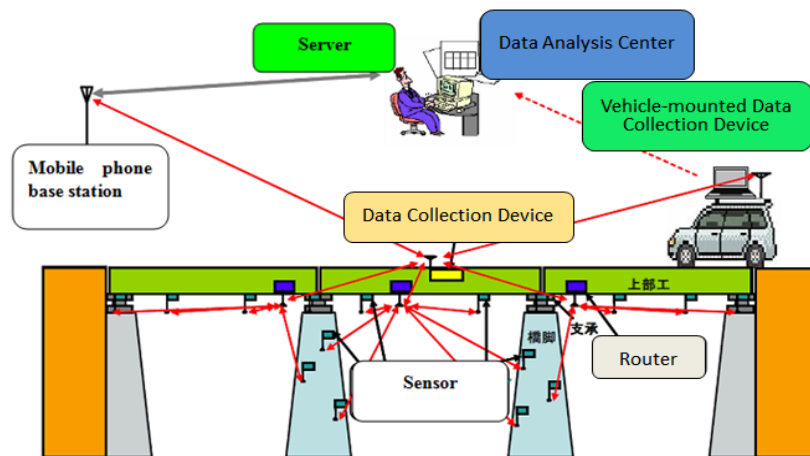 Server
Data Analysis Center
Vehicle-mounted Data
Collection Device
Mobile phone
base station
Data Collection Device
上部工
支承
橋脚
Router
Sensor